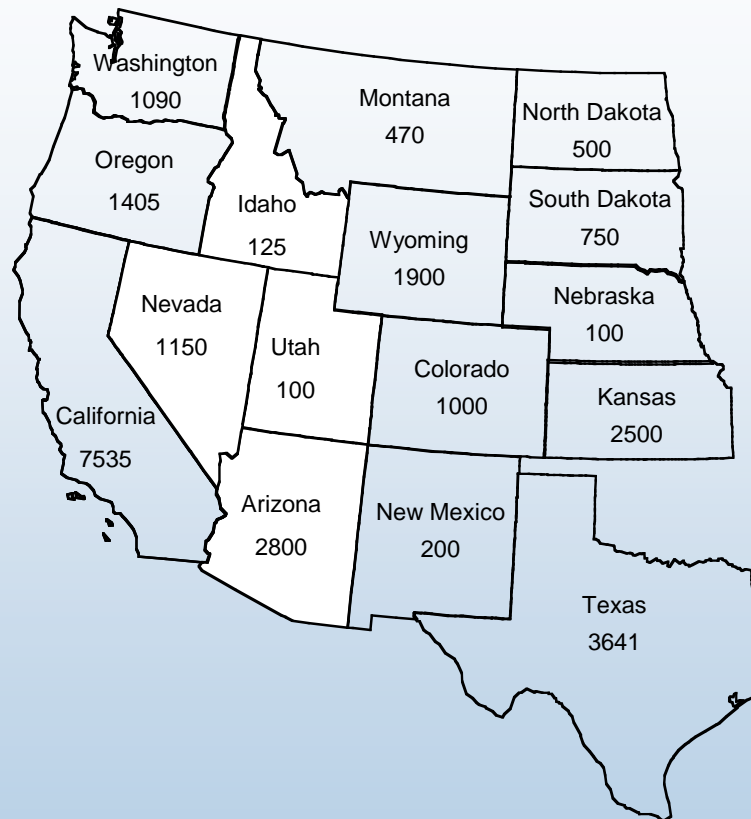 Washington
1090
Montana
470
North Dakota
500
Oregon
1405
Idaho
125
South Dakota
750
Wyoming
1900
Nevada
1150
Nebraska
100
Utah
100
Colorado
1000
Kansas
2500
California
7535
Arizona
2800
New Mexico
200
Texas
3641